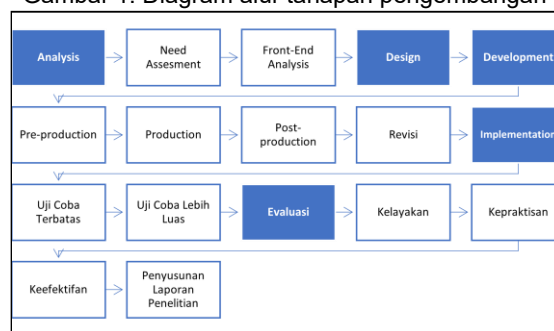 Gambar 1. Diagram alur tahapan pengembangan
Analysis
Need
Assesment
Front-End
Analysis
Design
Development
Pre-production
Production
Post-
production
Revisi
Implementation
Uji Coba
Terbatas
Uji Coba Lebih
Luas
Evaluasi
Kelayakan
Kepraktisan
Keefektifan
Penyusunan
Laporan
Penelitian